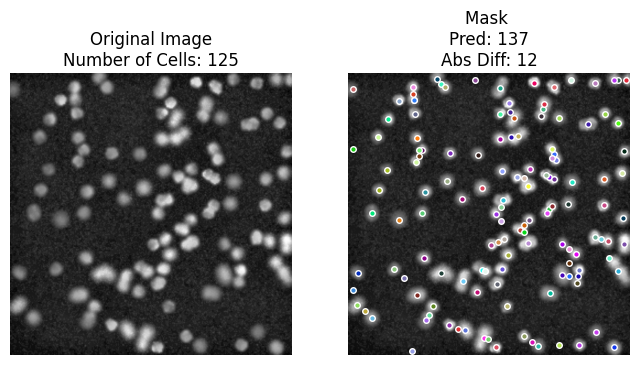 Original Image
Number of Cells: 125
Mask
Pred: 137
Abs Diff: 12